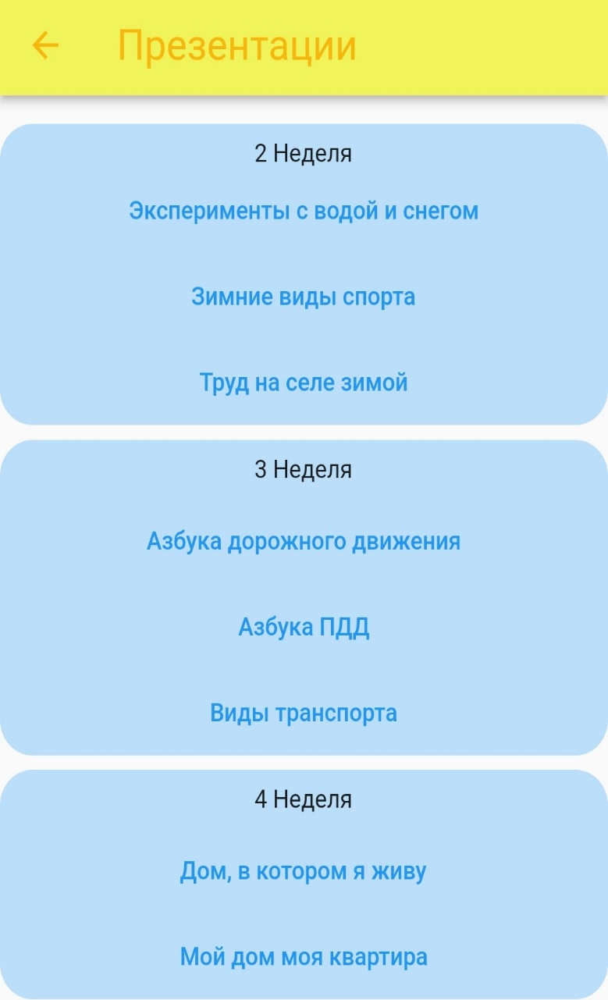 Презентации
2 Неделя
Эксперименты с водой и снегом
Зимние виды спорта
Труд на селе зимой
3 Неделя
Азбука дорожного движения
Азбука ПДД
Виды транспорта
4 Неделя
Дом, в котором я живу
Мой дом моя квартира